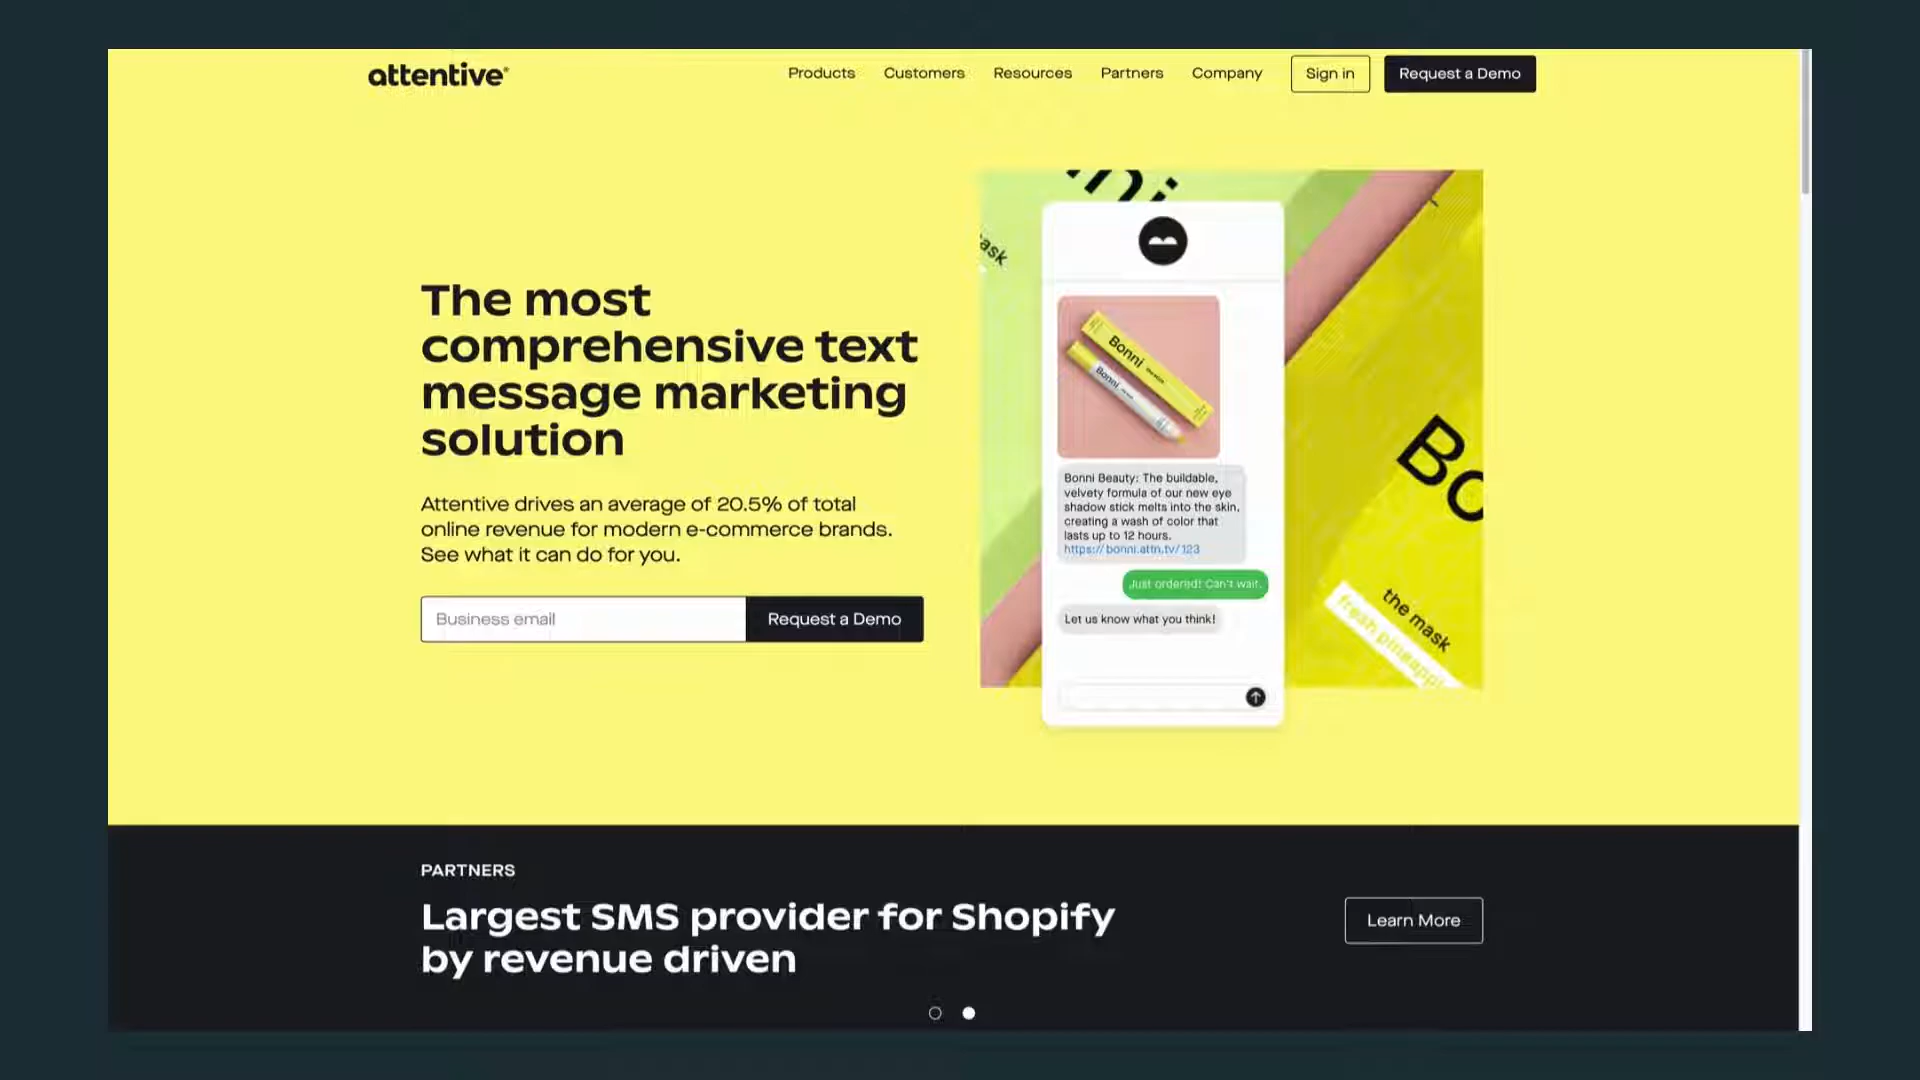 attentive®
Products Customers Resources Partners Company Sign in Request a Demo
The most
comprehensive text
message marketing
solution
Attentive drives an average of 20.5% of total
online revenue for modern e-commerce brands.
See what it can do for you.
Business email
Request a Demo
ask
Bonni
Bonni
Bonni Beauty: The buildable,
velvety formula of our new eye
shadow stick melts into the skin,
creating a wash of color that
lasts up to 12 hours.
https://bonni.attn.tv/123
Just ordered! Can't wait.
Let us know what you think!
Bo
the mask
fresh pineappl
PARTNERS
Largest SMS provider for Shopify
by revenue driven
Learn More